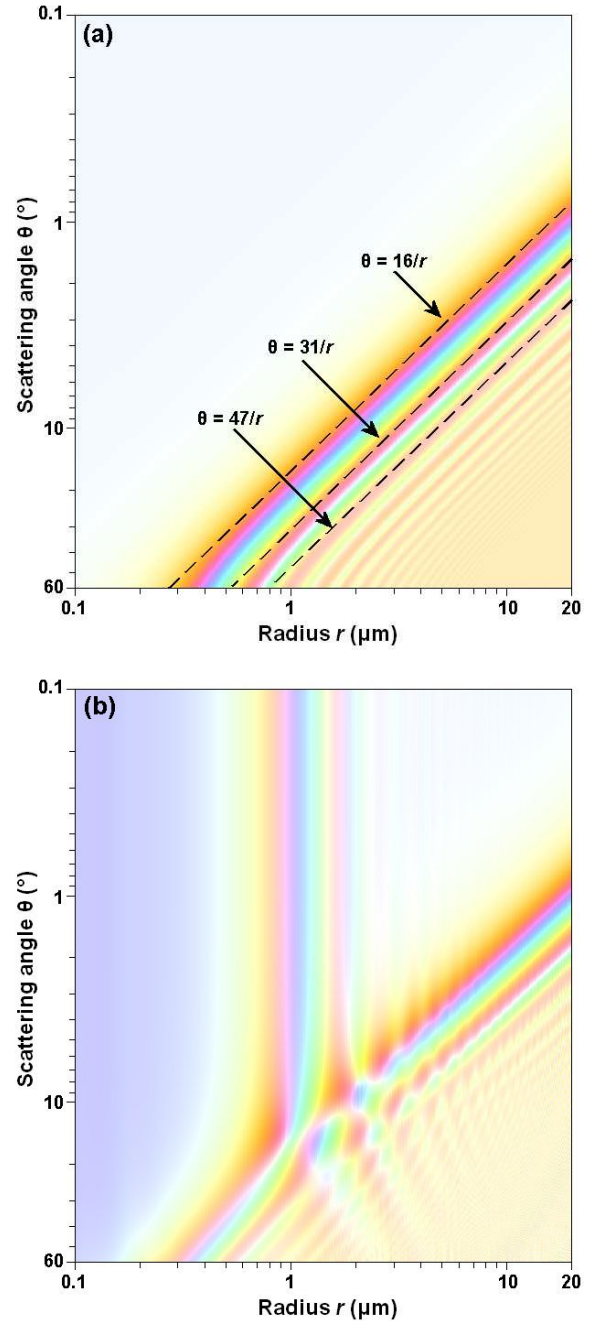 (a)
0.1
1
10
60
Scattering angle θ (°)
θ = 16/r
θ = 31/r
θ = 47/r
0.1
1
10
20
Radius r (µm)
(b)
0.1
1
10
60
Scattering angle θ (°)
0.1
1
10
20
Radius r (µm)